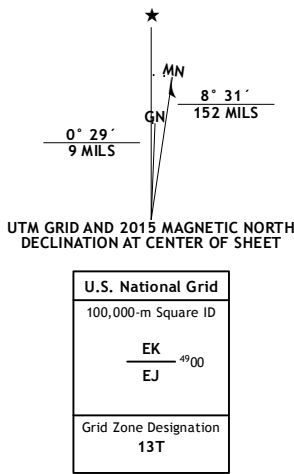 ★
MN
GN
8° 31´
152 MILS
0° 29´
9 MILS
UTM GRID AND 2015 MAGNETIC NORTH
DECLINATION AT CENTER OF SHEET
U.S. National Grid
100,000-m Square ID
EK
4900
EJ
Grid Zone Designation
13T